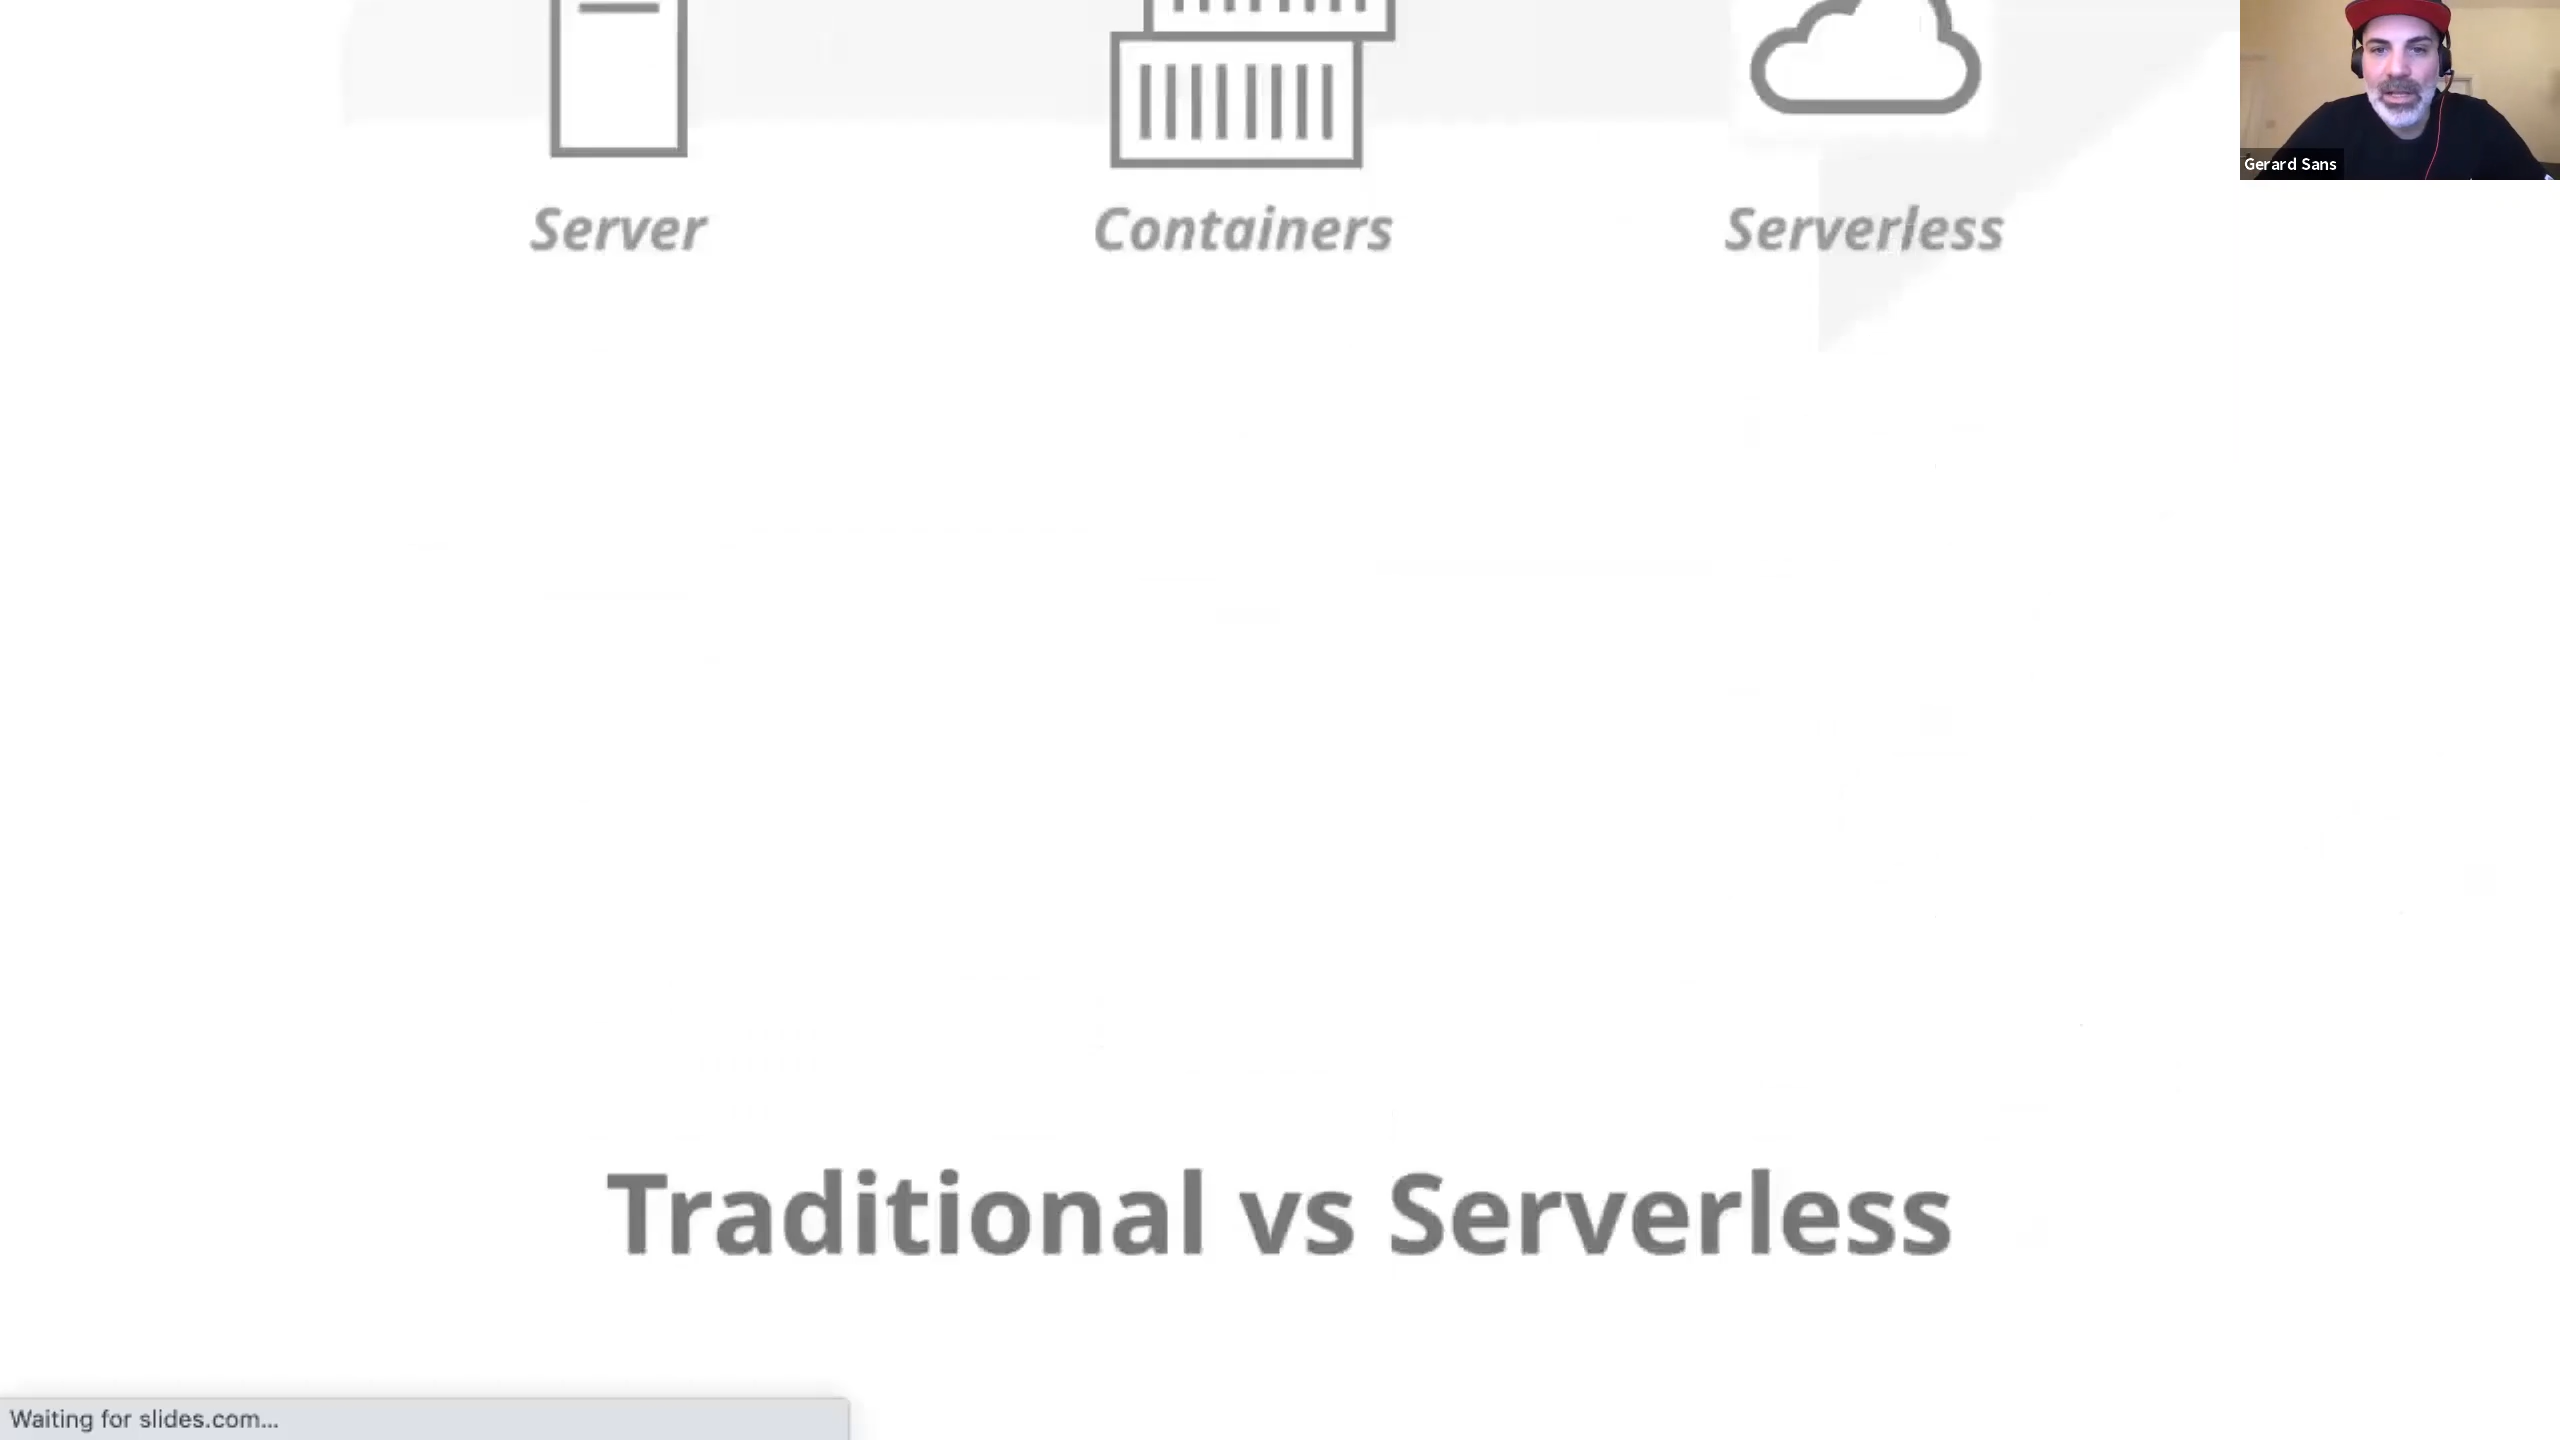 Gerard Sans
Server
Containers
Serverless
Traditional vs Serverless
Waiting for slides.com...